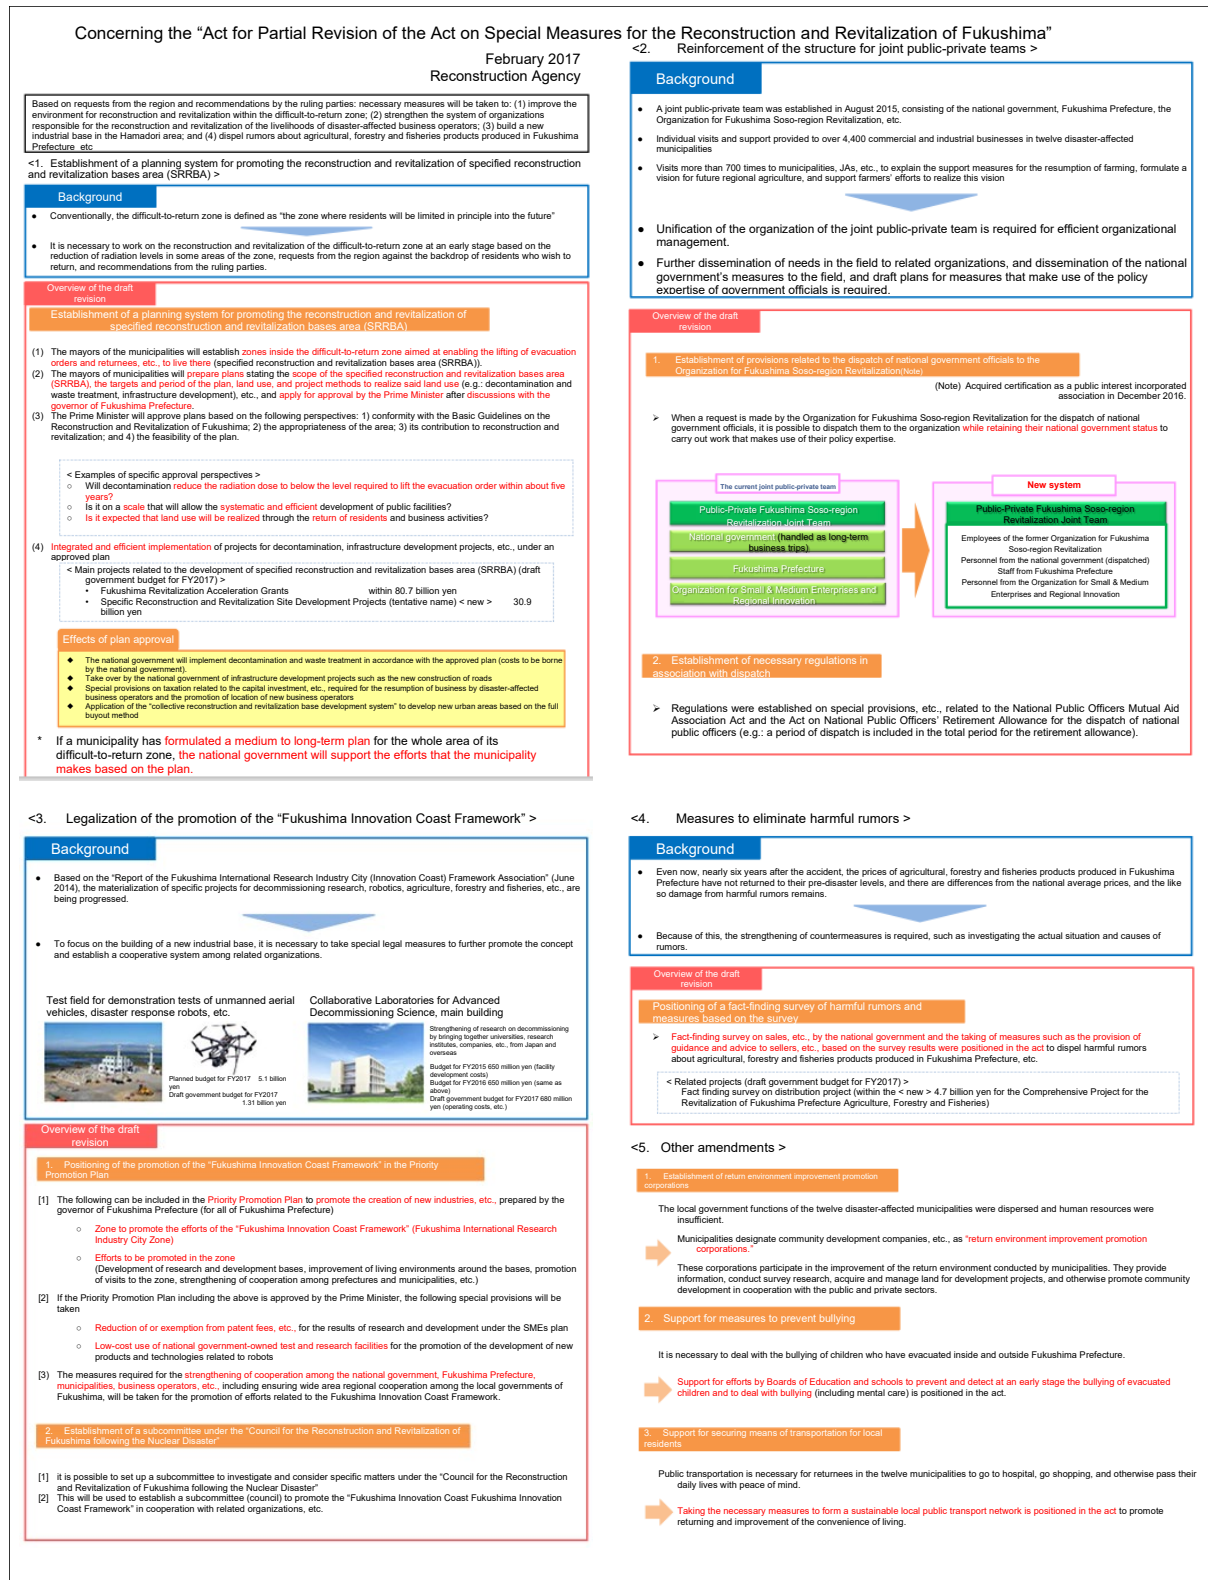 Concerning the “Act for Partial Revision of the Act on Special Measures for the Reconstruction and Revitalization of Fukushima”
February 2017
Reconstruction Agency
Based on requests from the region and recommendations by the ruling parties: necessary measures will be taken to: (1) improve the
environment for reconstruction and revitalization within the difficult-to-return zone; (2) strengthen the system of organizations
responsible for the reconstruction and revitalization of the livelihoods of disaster-affected business operators; (3) build a new
industrial base in the Hamadori area; and (4) dispel rumors about agricultural, forestry and fisheries products produced in Fukushima
Prefecture etc
<1. Establishment of a planning system for promoting the reconstruction and revitalization of specified reconstruction
and revitalization bases area (SRRBA) >
Background
● Conventionally, the difficult-to-return zone is defined as “the zone where residents will be limited in principle into the future”
● It is necessary to work on the reconstruction and revitalization of the difficult-to-return zone at an early stage based on the
reduction of radiation levels in some areas of the zone, requests from the region against the backdrop of residents who wish to
return, and recommendations from the ruling parties.
Overview of the draft
revision
Establishment of a planning system for promoting the reconstruction and revitalization of
specified reconstruction and revitalization bases area (SRRBA)
(1) The mayors of the municipalities will establish zones inside the difficult-to-return zone aimed at enabling the lifting of evacuation
orders and returnees, etc., to live there (specified reconstruction and revitalization bases area (SRRBA)).
(2) The mayors of municipalities will prepare plans stating the scope of the specified reconstruction and revitalization bases area
(SRRBA), the targets and period of the plan, land use, and project methods to realize said land use (e.g.: decontamination and
waste treatment, infrastructure development), etc., and apply for approval by the Prime Minister after discussions with the
governor of Fukushima Prefecture.
(3) The Prime Minister will approve plans based on the following perspectives: 1) conformity with the Basic Guidelines on the
Reconstruction and Revitalization of Fukushima; 2) the appropriateness of the area; 3) its contribution to reconstruction and
revitalization; and 4) the feasibility of the plan.
< Examples of specific approval perspectives >
○ Will decontamination reduce the radiation dose to below the level required to lift the evacuation order within about five
years?
○ Is it on a scale that will allow the systematic and efficient development of public facilities?
○ Is it expected that land use will be realized through the return of residents and business activities?
(4) Integrated and efficient implementation of projects for decontamination, infrastructure development projects, etc., under an
approved plan
< Main projects related to the development of specified reconstruction and revitalization bases area (SRRBA) (draft
government budget for FY2017) >
• Fukushima Revitalization Acceleration Grants within 80.7 billion yen
• Specific Reconstruction and Revitalization Site Development Projects (tentative name) < new > 30.9
billion yen
Effects of plan approval
◆ The national government will implement decontamination and waste treatment in accordance with the approved plan (costs to be borne
by the national government).
◆ Take over by the national government of infrastructure development projects such as the new construction of roads
◆ Special provisions on taxation related to the capital investment, etc., required for the resumption of business by disaster-affected
business operators and the promotion of location of new business operators
◆ Application of the “collective reconstruction and revitalization base development system” to develop new urban areas based on the full
buyout method
* If a municipality has formulated a medium to long-term plan for the whole area of its
difficult-to-return zone, the national government will support the efforts that the municipality
makes based on the plan.
<2. Reinforcement of the structure for joint public-private teams >
Background
● A joint public-private team was established in August 2015, consisting of the national government, Fukushima Prefecture, the
Organization for Fukushima Soso-region Revitalization, etc.
● Individual visits and support provided to over 4,400 commercial and industrial businesses in twelve disaster-affected
municipalities
● Visits more than 700 times to municipalities, JAs, etc., to explain the support measures for the resumption of farming, formulate a
vision for future regional agriculture, and support farmers’ efforts to realize this vision
● Unification of the organization of the joint public-private team is required for efficient organizational
management.
● Further dissemination of needs in the field to related organizations, and dissemination of the national
government’s measures to the field, and draft plans for measures that make use of the policy
expertise of government officials is required.
Overview of the draft
revision
1. Establishment of provisions related to the dispatch of national government officials to the
Organization for Fukushima Soso-region Revitalization(Note)
(Note) Acquired certification as a public interest incorporated
association in December 2016.
➢ When a request is made by the Organization for Fukushima Soso-region Revitalization for the dispatch of national
government officials, it is possible to dispatch them to the organization while retaining their national government status to
carry out work that makes use of their policy expertise.
The current joint public-private team
Public-Private Fukushima Soso-region
Revitalization Joint Team
National government (handled as long-term
business trips)
Fukushima Prefecture
Organization for Small & Medium Enterprises and
Regional Innovation
New system
Public-Private Fukushima Soso-region
Revitalization Joint Team
Employees of the former Organization for Fukushima
Soso-region Revitalization
Personnel from the national government (dispatched)
Staff from Fukushima Prefecture
Personnel from the Organization for Small & Medium
Enterprises and Regional Innovation
2. Establishment of necessary regulations in
association with dispatch
➢ Regulations were established on special provisions, etc., related to the National Public Officers Mutual Aid
Association Act and the Act on National Public Officers’ Retirement Allowance for the dispatch of national
public officers (e.g.: a period of dispatch is included in the total period for the retirement allowance).
<3. Legalization of the promotion of the “Fukushima Innovation Coast Framework” >
Background
● Based on the “Report of the Fukushima International Research Industry City (Innovation Coast) Framework Association” (June
2014), the materialization of specific projects for decommissioning research, robotics, agriculture, forestry and fisheries, etc., are
being progressed.
● To focus on the building of a new industrial base, it is necessary to take special legal measures to further promote the concept
and establish a cooperative system among related organizations.
Test field for demonstration tests of unmanned aerial
vehicles, disaster response robots, etc.
Planned budget for FY2017 5.1 billion
yen
Draft government budget for FY2017
1.31 billion yen
Collaborative Laboratories for Advanced
Decommissioning Science, main building
Strengthening of research on decommissioning
by bringing together universities, research
institutes, companies, etc., from Japan and
overseas
Budget for FY2015 650 million yen (facility
development costs)
Budget for FY2016 650 million yen (same as
above)
Draft government budget for FY2017 680 million
yen (operating costs, etc.)
Overview of the draft
revision
1. Positioning of the promotion of the “Fukushima Innovation Coast Framework” in the Priority
Promotion Plan
[1] The following can be included in the Priority Promotion Plan to promote the creation of new industries, etc., prepared by the
governor of Fukushima Prefecture (for all of Fukushima Prefecture)
○ Zone to promote the efforts of the “Fukushima Innovation Coast Framework” (Fukushima International Research
Industry City Zone)
○ Efforts to be promoted in the zone
(Development of research and development bases, improvement of living environments around the bases, promotion
of visits to the zone, strengthening of cooperation among prefectures and municipalities, etc.)
[2] If the Priority Promotion Plan including the above is approved by the Prime Minister, the following special provisions will be
taken
○ Reduction of or exemption from patent fees, etc., for the results of research and development under the SMEs plan
○ Low-cost use of national government-owned test and research facilities for the promotion of the development of new
products and technologies related to robots
[3) The measures required for the strengthening of cooperation among the national government, Fukushima Prefecture,
municipalities, business operators, etc., including ensuring wide area regional cooperation among the local governments of
Fukushima, will be taken for the promotion of efforts related to the Fukushima Innovation Coast Framework.
2. Establishment of a subcommittee under the “Council for the Reconstruction and Revitalization of
Fukushima following the Nuclear Disaster”
[1] it is possible to set up a subcommittee to investigate and consider specific matters under the “Council for the Reconstruction
and Revitalization of Fukushima following the Nuclear Disaster”
[2] This will be used to establish a subcommittee (council) to promote the “Fukushima Innovation Coast Fukushima Innovation
Coast Framework” in cooperation with related organizations, etc.
<4. Measures to eliminate harmful rumors >
Background
● Even now, nearly six years after the accident, the prices of agricultural, forestry and fisheries products produced in Fukushima
Prefecture have not returned to their pre-disaster levels, and there are differences from the national average prices, and the like
so damage from harmful rumors remains.
● Because of this, the strengthening of countermeasures is required, such as investigating the actual situation and causes of
rumors.
Overview of the draft
revision
Positioning of a fact-finding survey of harmful rumors and
measures based on the survey
➢ Fact-finding survey on sales, etc., by the national government and the taking of measures such as the provision of
guidance and advice to sellers, etc., based on the survey results were positioned in the act to dispel harmful rumors
about agricultural, forestry and fisheries products produced in Fukushima Prefecture, etc.
< Related projects (draft government budget for FY2017) >
Fact finding survey on distribution project (within the < new > 4.7 billion yen for the Comprehensive Project for the
Revitalization of Fukushima Prefecture Agriculture, Forestry and Fisheries)
<5. Other amendments >
1. Establishment of return environment improvement promotion
corporations
The local government functions of the twelve disaster-affected municipalities were dispersed and human resources were
insufficient.
Municipalities designate community development companies, etc., as “return environment improvement promotion
corporations.”
These corporations participate in the improvement of the return environment conducted by municipalities. They provide
information, conduct survey research, acquire and manage land for development projects, and otherwise promote community
development in cooperation with the public and private sectors.
2. Support for measures to prevent bullying
It is necessary to deal with the bullying of children who have evacuated inside and outside Fukushima Prefecture.
Support for efforts by Boards of Education and schools to prevent and detect at an early stage the bullying of evacuated
children and to deal with bullying (including mental care) is positioned in the act.
3. Support for securing means of transportation for local
residents
Public transportation is necessary for returnees in the twelve municipalities to go to hospital, go shopping, and otherwise pass their
daily lives with peace of mind.
Taking the necessary measures to form a sustainable local public transport network is positioned in the act to promote
returning and improvement of the convenience of living.